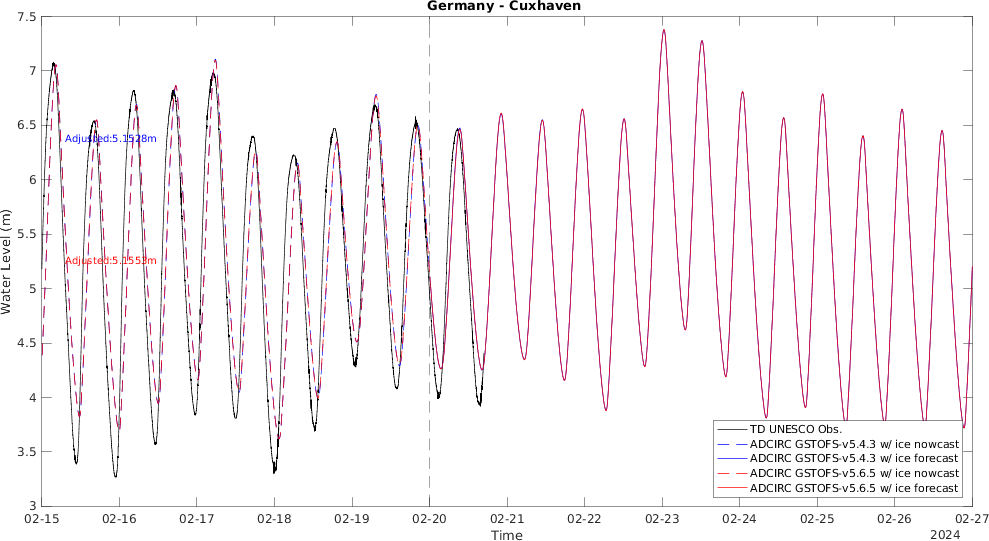 Germany - Cuxhaven
7.5
7
6.5
6
5.5
5
4.5
4
3.5
3
Water Level (m)
Adjusted:5.1528m
Adjusted:5.1553m
TD UNESCO Obs.
ADCIRC GSTOFS-v5.4.3 w/ ice nowcast
ADCIRC GSTOFS-v5.4.3 w/ ice forecast
ADCIRC GSTOFS-v5.6.5 w/ ice nowcast
ADCIRC GSTOFS-v5.6.5 w/ ice forecast
02-15 02-16 02-17 02-18 02-19 02-20 02-21 02-22 02-23 02-24 02-25 02-26 02-27
Time
2024